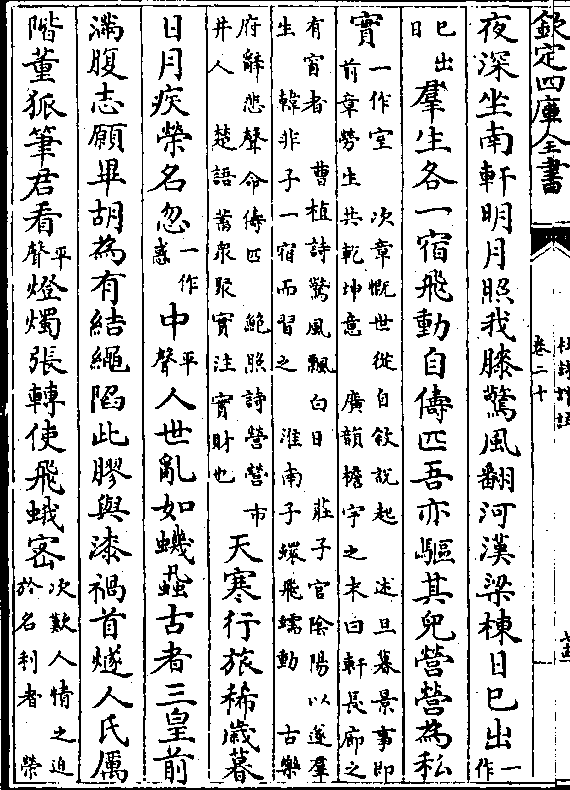 欽定四庫全書
杜詩詳註
卷二十
夜深坐南軒明月照我膝驚風翻河漢梁棟日已出一作
已出日羣生各一宿飛動自儔匹吾亦驅其兒營營為私
實一作室 次章慨世從自敘說起 述旦暮景事即
前章勞生共乾坤意 廣韻檐宇之末曰軒長廊之
有窗者 曹植詩驚風飄白日 莊子官陰陽以遂羣
生 韓非子一宿而習之 淮南子蠉飛蠕動 古樂
府辭悲聲命儔匹 鮑照詩營營市
井人 楚語蓄衆聚實注實財也
天寒行旅稀歲暮
日月疾榮名忽一作惑中平聲人世亂如蟣蝨古者三皇前
滿腹志願畢胡為有結繩陷此膠與漆禍首燧人氏厲
階董狐筆君看平聲燈燭張轉使飛蛾密次歎人情之迫
於名利者 榮